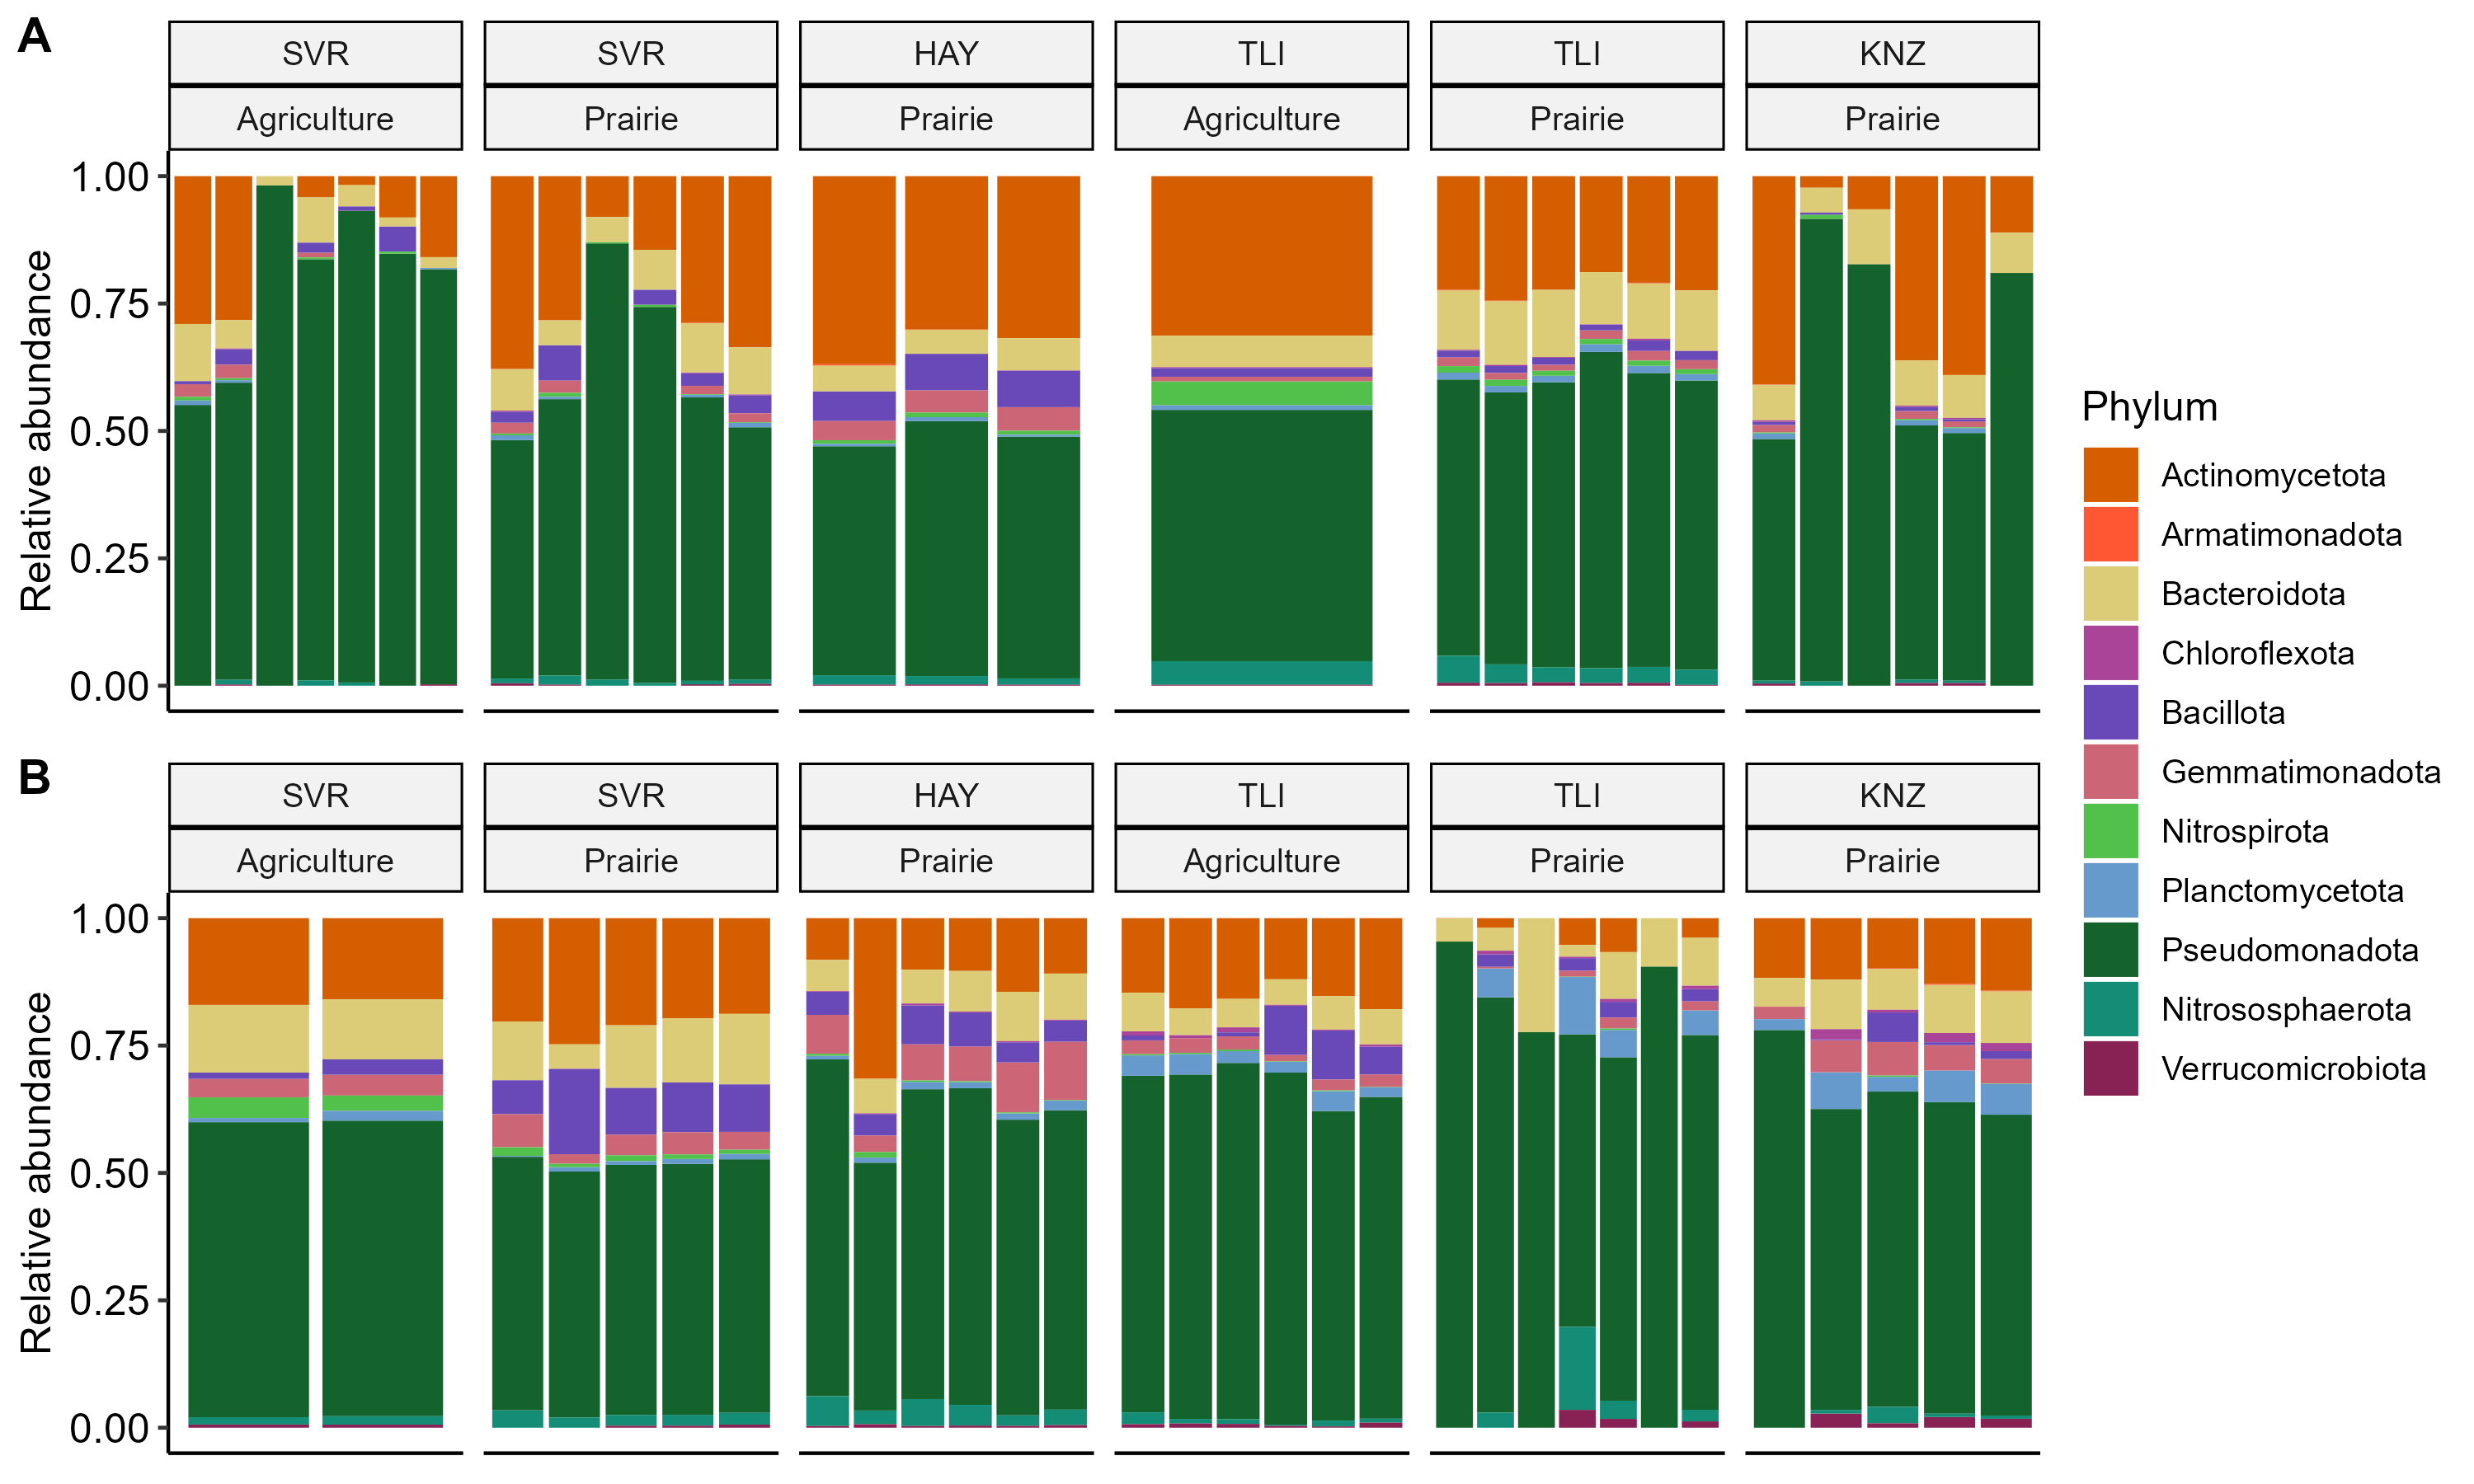 A
SVR SVR HAY TLI TLI KNZ
Agriculture Prairie Prairie Agriculture Prairie Prairie
Relative abundance
1.00
0.75
0.50
0.25
0.00
B
SVR SVR HAY TLI TLI KNZ
Agriculture Prairie Prairie Agriculture Prairie Prairie
Relative abundance
1.00
0.75
0.50
0.25
0.00
Phylum
Actinomycetota
Armatimonadota
Bacteroidota
Chloroflexota
Bacillota
Gemmatimonadota
Nitrospirota
Planctomycetota
Pseudomonadota
Nitrososphaerota
Verrucomicrobiota